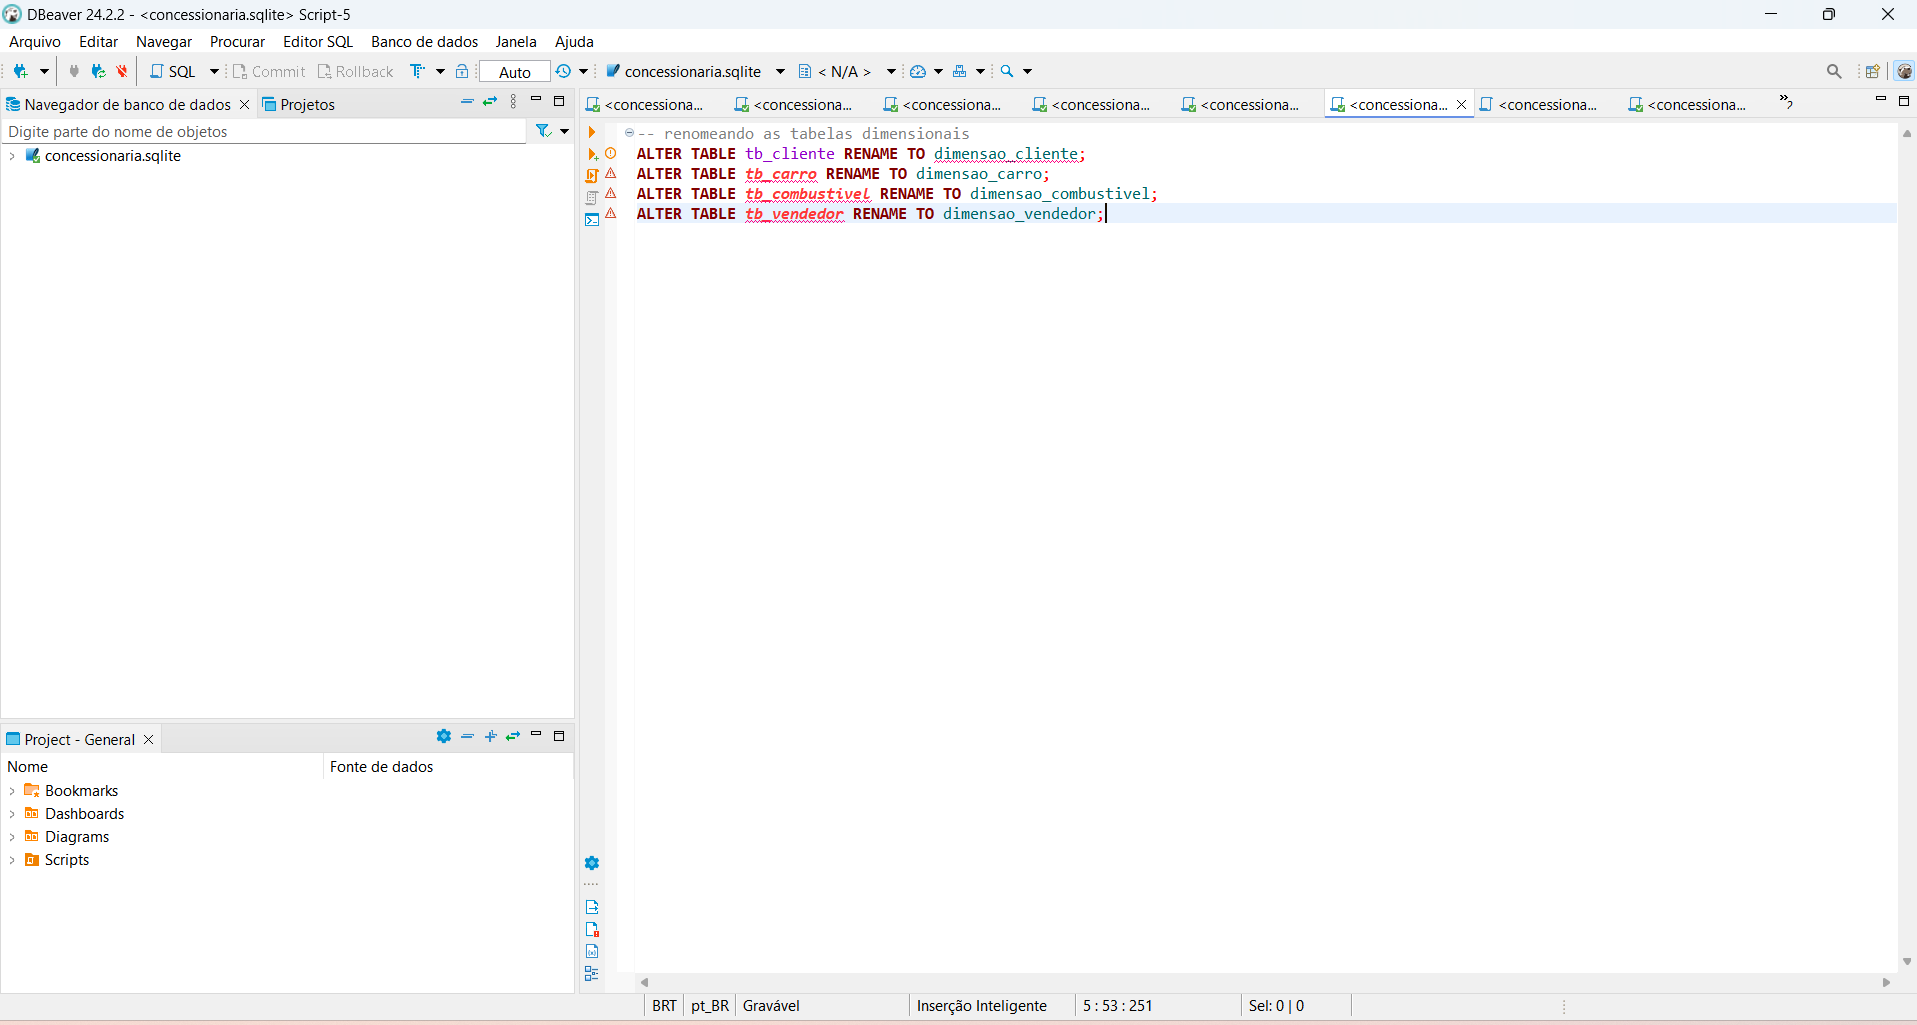 DBeaver 24.2.2 - <concessionaria.sqlite> Script-5
Arquivo Editar Navegar Procurar Editor SQL Banco de dados Janela Ajuda
SQL Commit Rollback Auto concessionaria.sqlite < N/A >
Navegador de banco de dados Projetos
<concessiona... <concessiona... <concessiona... <concessiona... <concessiona... <concessiona... <concessiona... <concessiona... »2
Digite parte do nome de objetos
concessionaria.sqlite
-- renomeando as tabelas dimensionais
ALTER TABLE tb_cliente RENAME TO dimensao_cliente;
ALTER TABLE tb_carro RENAME TO dimensao_carro;
ALTER TABLE tb_combustivel RENAME TO dimensao_combustivel;
ALTER TABLE tb_vendedor RENAME TO dimensao_vendedor;
Project - General
Nome Fonte de dados
Bookmarks
Dashboards
Diagrams
Scripts
BRT pt_BR Gravável Inserção Inteligente 5 : 53 : 251 Sel: 0 | 0